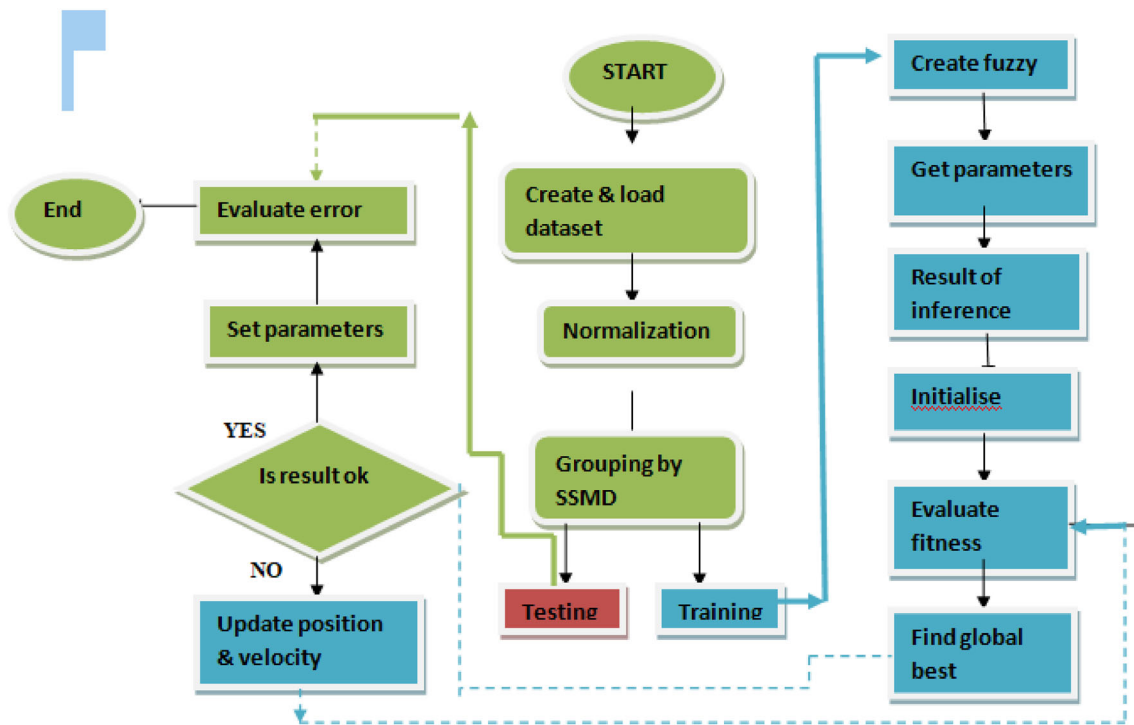 START
Create & load
dataset
Normalization
Grouping by
SSMD
Testing
Training
Create fuzzy
Get parameters
Result of
inference
Initialise
Evaluate
fitness
Find global
best
Is result ok
YES
NO
Set parameters
Evaluate error
End
Update position
& velocity